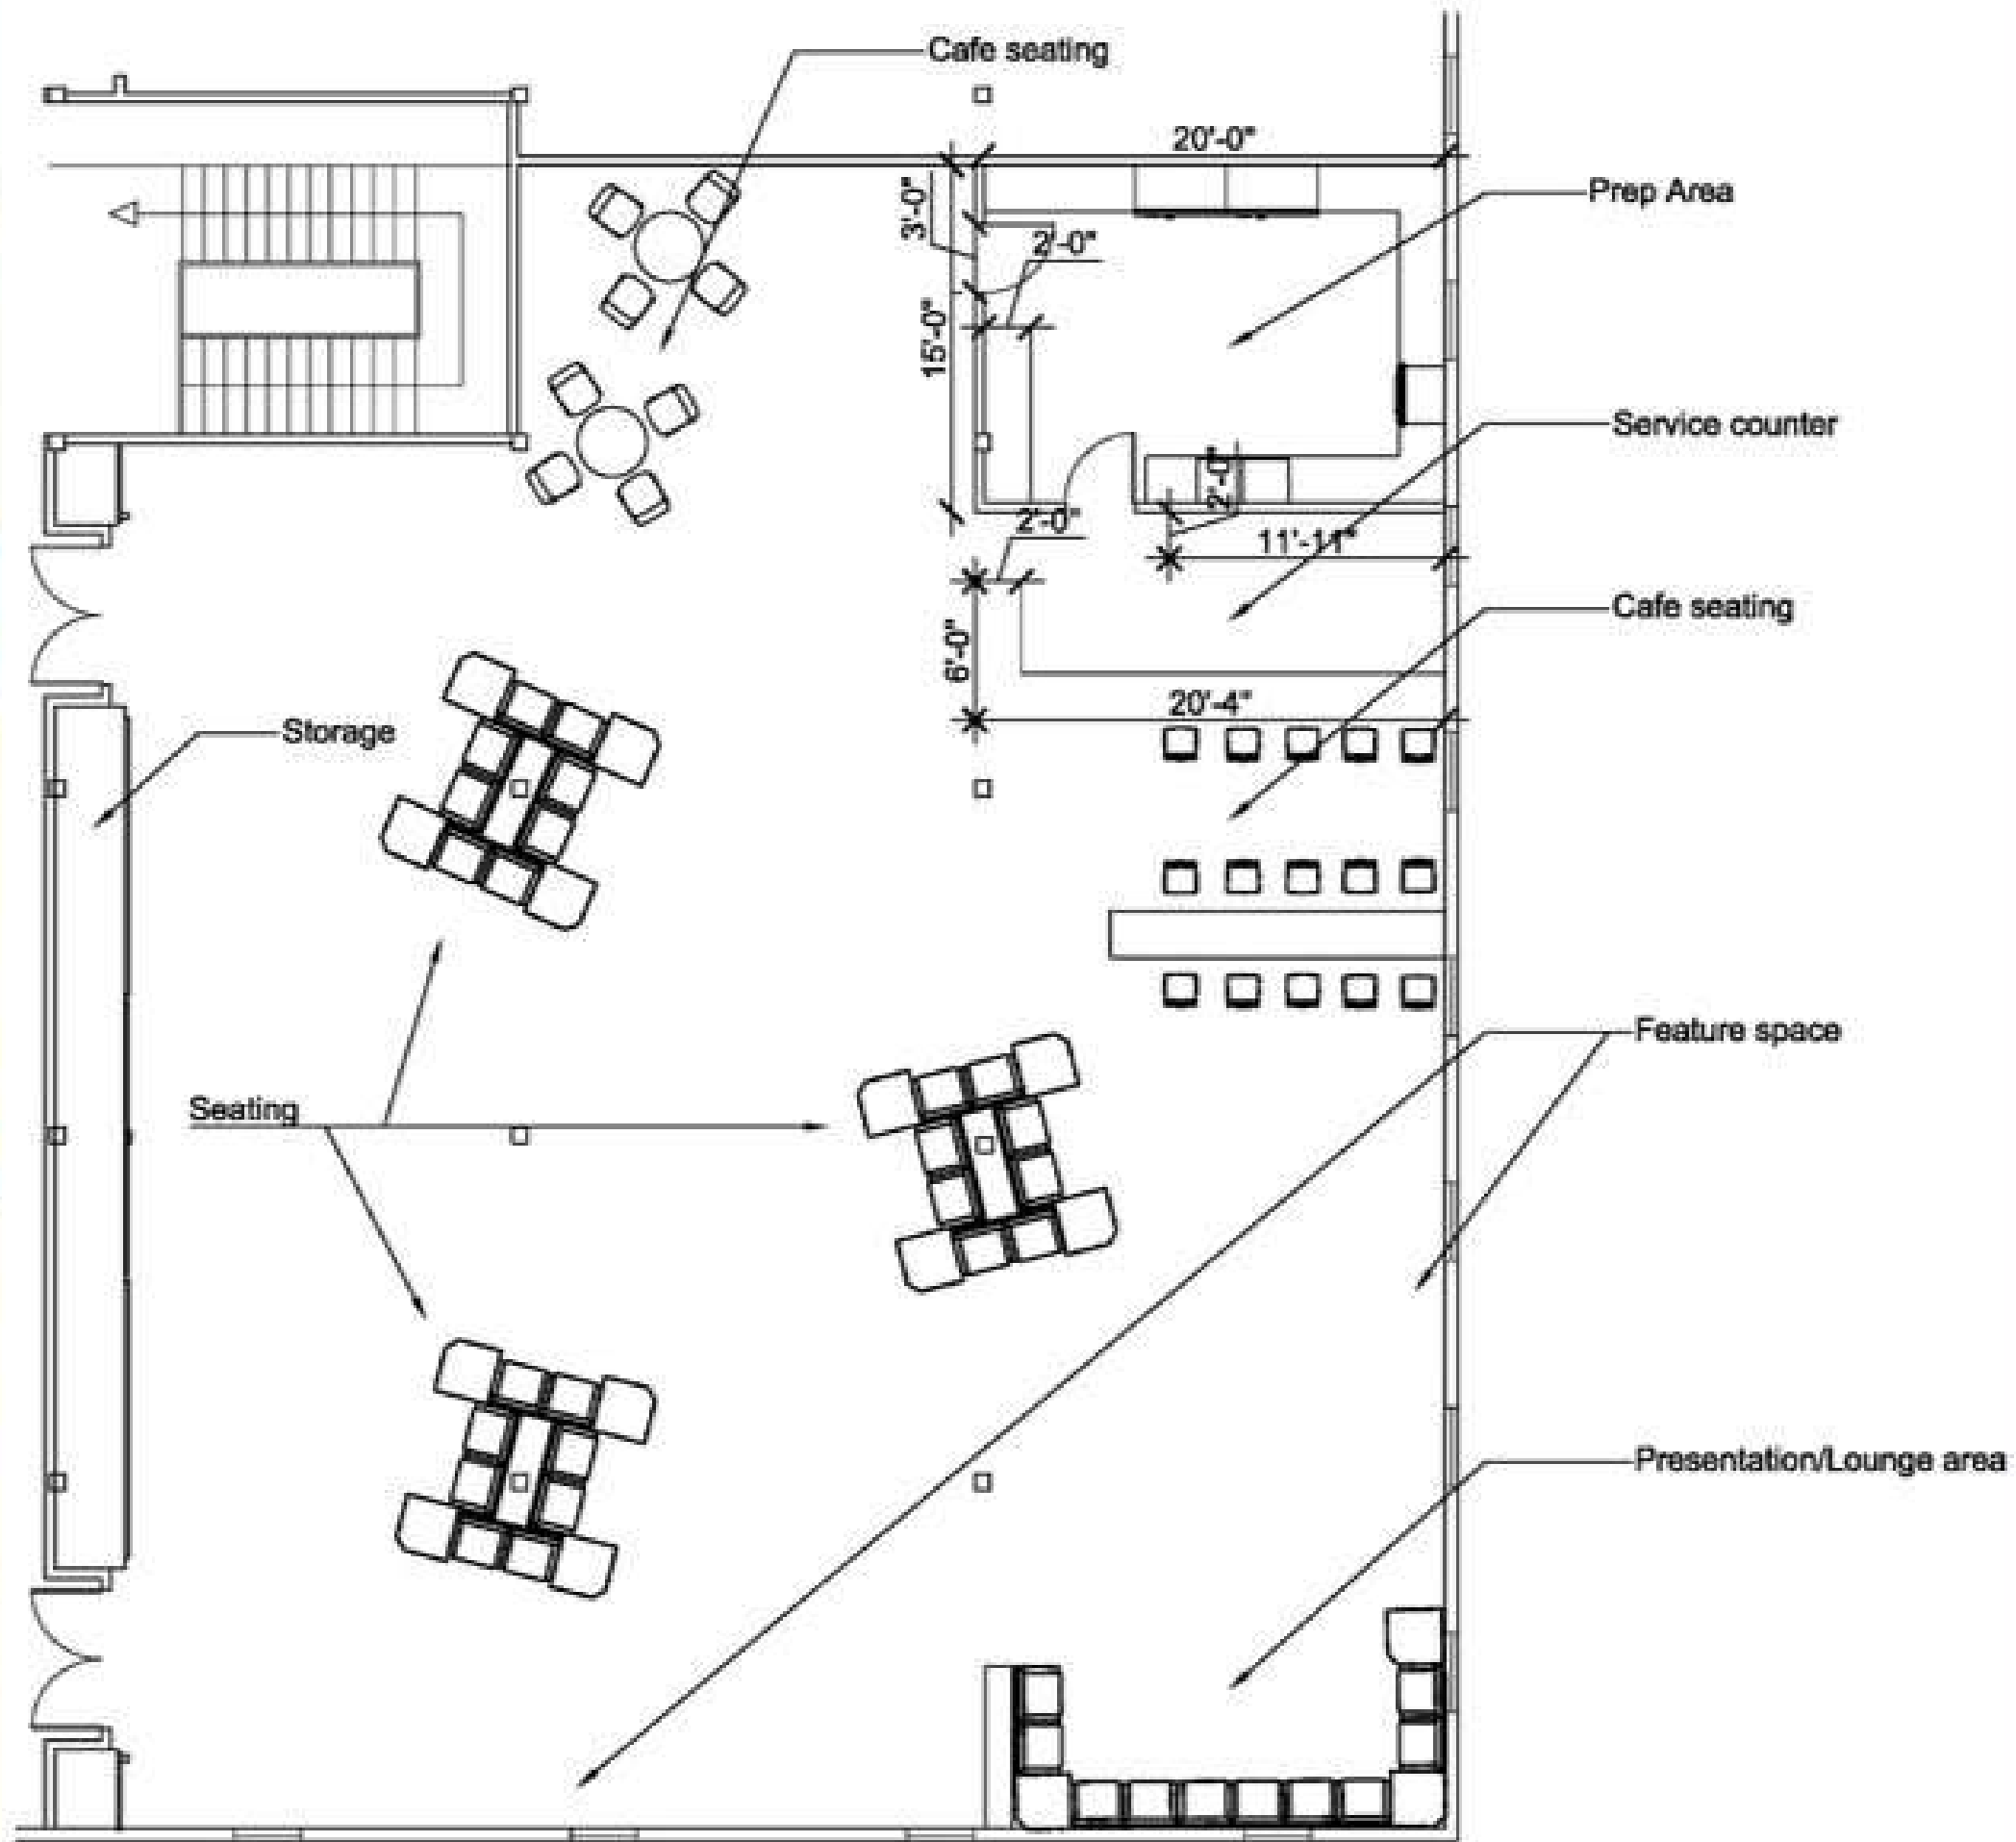 Cafe seating
20'-0"
Prep Area
3'-0"
2'-0"
15'-0"
Service counter
2'-0"
2'-0"
11'-11"
Cafe seating
6'-0"
20'-4"
Storage
Feature space
Seating
Presentation/Lounge area